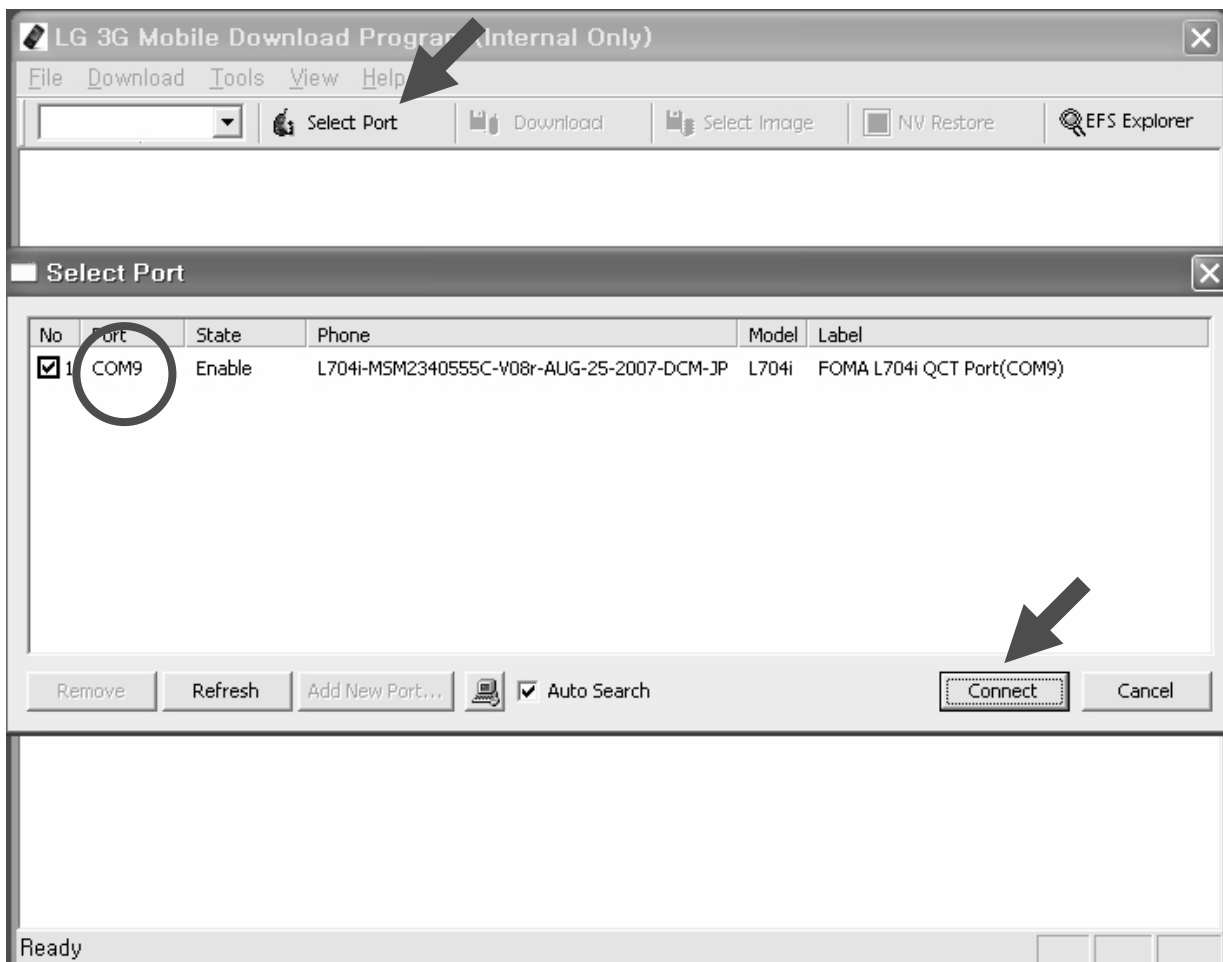 LG 3G Mobile Download Program (Internal Only)
File Download Tools View Help
Select Port Download Select Image NV Restore EFS Explorer
Select Port
No Port State Phone Model Label
1 COM9 Enable L704i-MSM2340555C-V08r-AUG-25-2007-DCM-JP L704i FOMA L704i QCT Port(COM9)
Remove Refresh Add New Port... Auto Search Connect Cancel
Ready